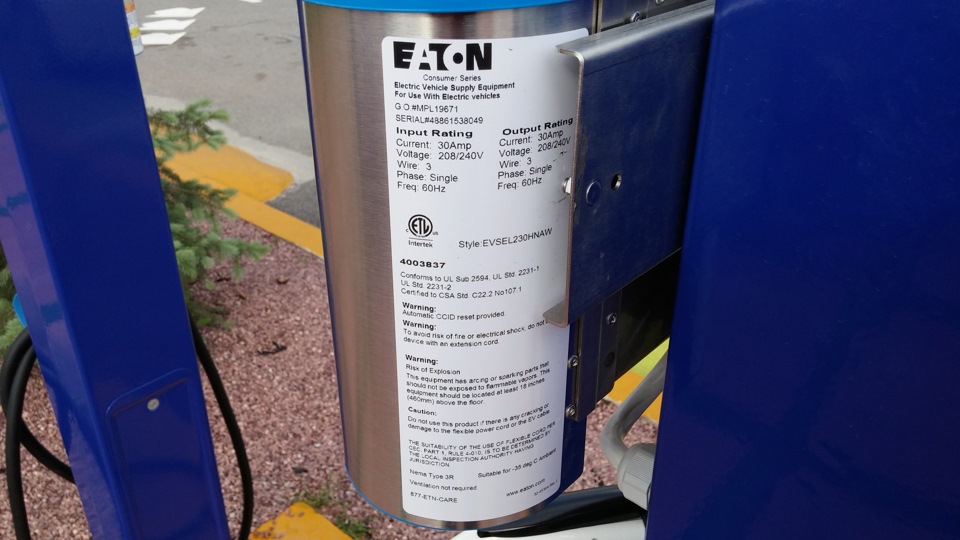 EATON
Consumer Series
Electric Vehicle Supply Equipment
For Use With Electric vehicles
G.O #MPL19671
SERIAL#48861538049
Input Rating
Current: 30Amp
Voltage: 208/240V
Wire: 3
Phase: Single
Freq: 60Hz
Output Rating
Current: 30Amp
Voltage: 208/240V
Wire: 3
Phase: Single
Freq: 60Hz
ETL
us
Intertek
Style:EVSEL230HNAW
4003837
Conforms to UL Sub 2594, UL Std. 2231-1
UL Std. 2231-2
Certified to CSA Std. C22.2 No107.1
Warning:
Automatic CCID reset provided.
Warning:
To avoid risk of fire or electrical shock, do not
device with an extension cord.
Warning:
Risk of Explosion
This equipment has arcing or sparking parts that
should not be exposed to flammable vapors. This
equipment should be located at least 18 inches
(460mm) above the floor.
Caution:
Do not use this product if there is any cracking or
damage to the flexible power cord or the EV cable.
THE SUITABILITY OF THE USE OF FLEXIBLE CORD PER
CEC, PART 1, RULE 4-010, IS TO BE DETERMINED BY
THE LOCAL INSPECTION AUTHORITY HAVING
JURISDICTION.
Nema Type 3R
Suitable for -35 deg C Ambient
Ventilation not required
877-ETN-CARE
www.eaton.com